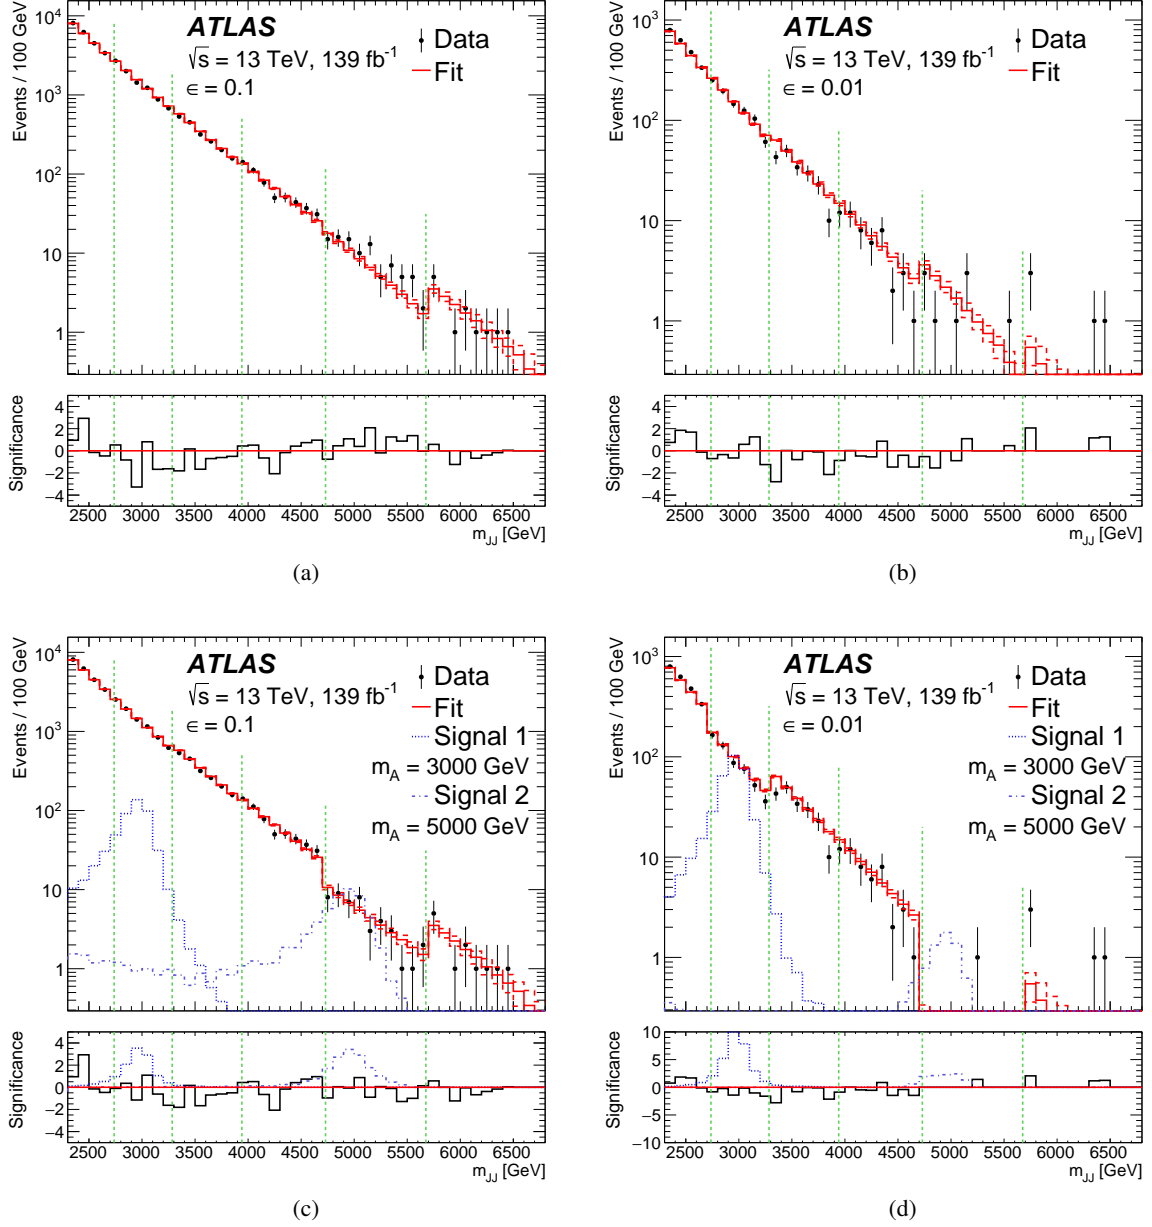 Events / 100 GeV
10⁴
10³
10²
10
1
ATLAS
√s = 13 TeV, 139 fb⁻¹
ϵ = 0.1
Data
Fit
Significance
4
2
0
−2
−4
2500 3000 3500 4000 4500 5000 5500 6000 6500
m_JJ [GeV]
(a)
Events / 100 GeV
10³
10²
10
1
ATLAS
√s = 13 TeV, 139 fb⁻¹
ϵ = 0.01
Data
Fit
Significance
4
2
0
−2
−4
2500 3000 3500 4000 4500 5000 5500 6000 6500
m_JJ [GeV]
(b)
Events / 100 GeV
10⁴
10³
10²
10
1
ATLAS
√s = 13 TeV, 139 fb⁻¹
ϵ = 0.1
Data
Fit
Signal 1
m_A = 3000 GeV
Signal 2
m_A = 5000 GeV
Significance
4
2
0
−2
−4
2500 3000 3500 4000 4500 5000 5500 6000 6500
m_JJ [GeV]
(c)
Events / 100 GeV
10³
10²
10
1
ATLAS
√s = 13 TeV, 139 fb⁻¹
ϵ = 0.01
Data
Fit
Signal 1
m_A = 3000 GeV
Signal 2
m_A = 5000 GeV
Significance
10
5
0
−5
−10
2500 3000 3500 4000 4500 5000 5500 6000 6500
m_JJ [GeV]
(d)